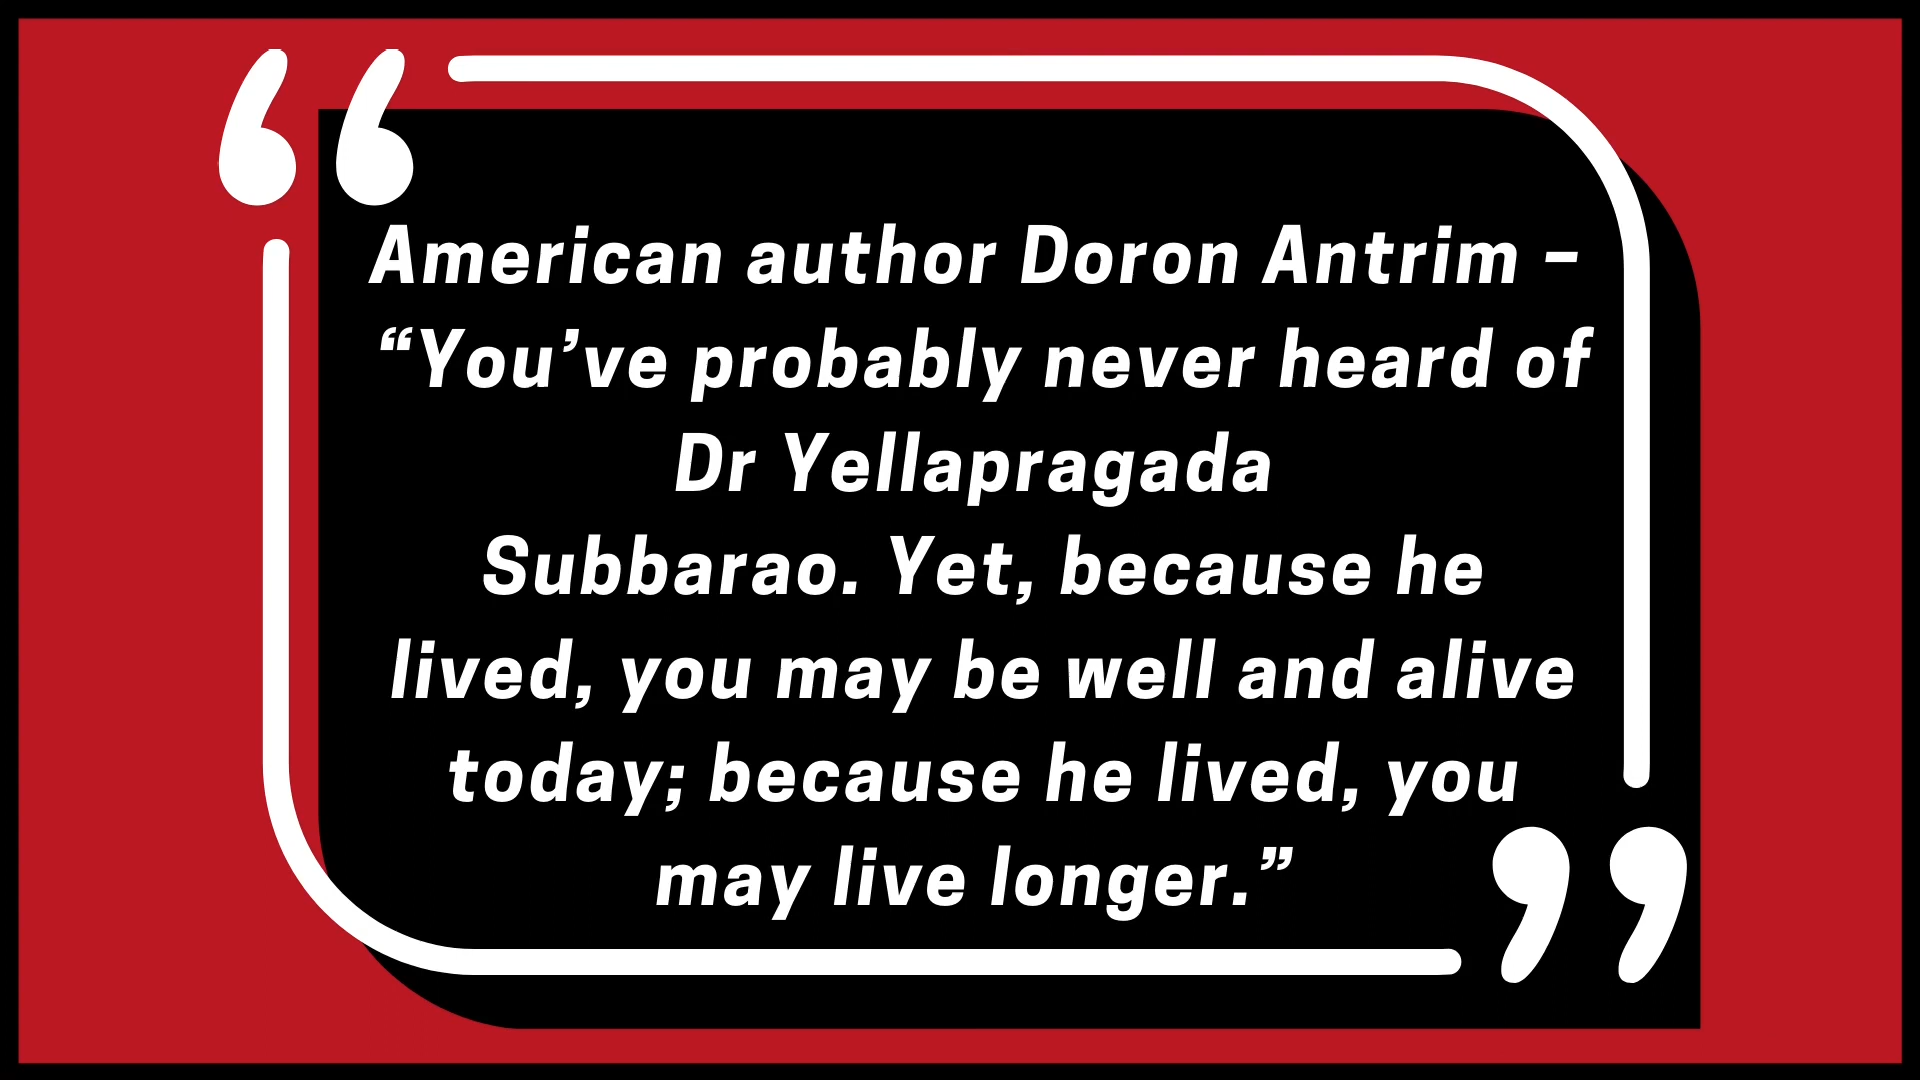 American author Doron Antrim –
“You’ve probably never heard of
Dr Yellapragada
Subbarao. Yet, because he
lived, you may be well and alive
today; because he lived, you
may live longer.”